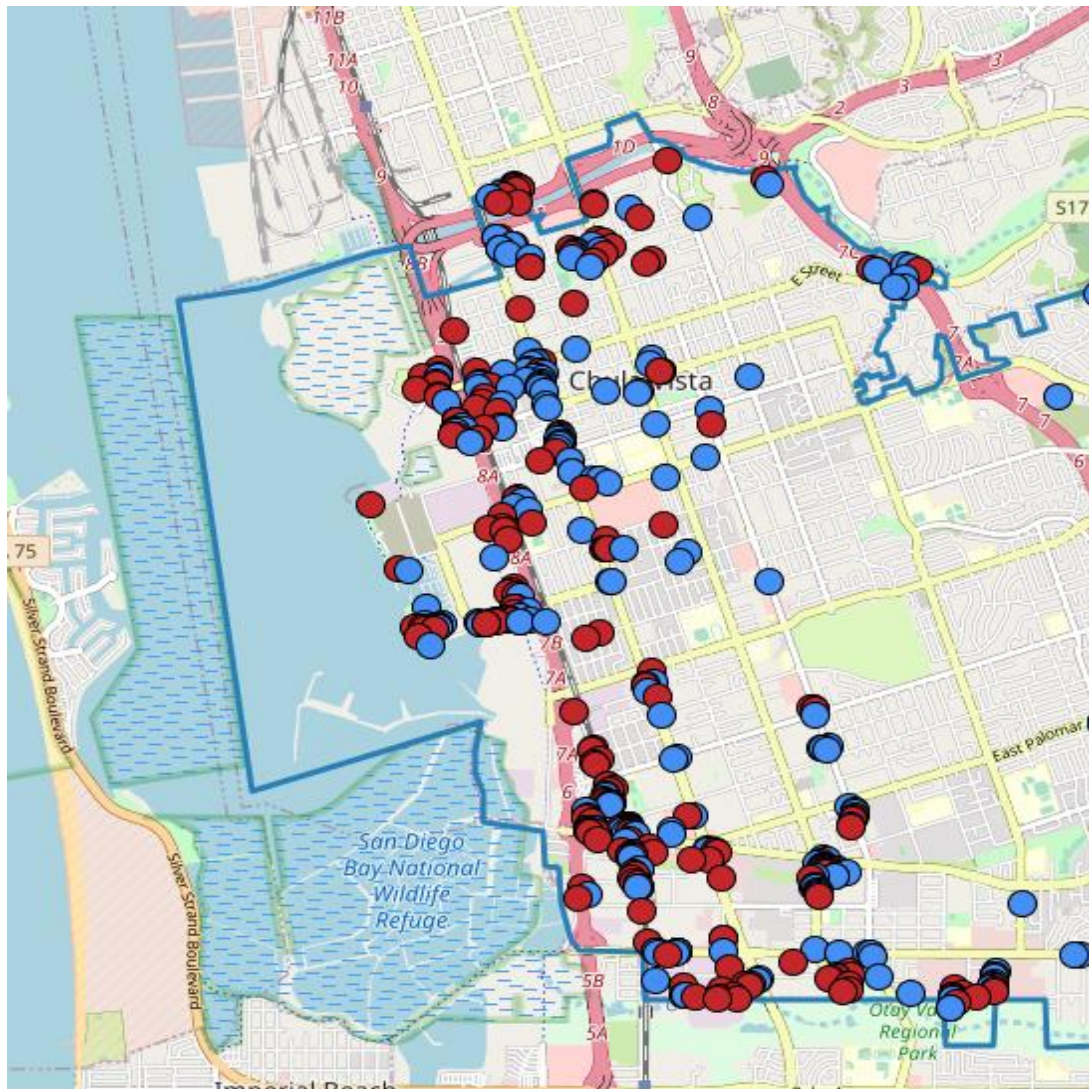 11B
11A
10
9
3
3
8
2
1D
9
9
S17
7C
8B
E Street
7
7A
Chula Vista
7
7
6
8A
75
8A
Silver Strand Boulevard
7B
7A
East Palomar
7A
6
San Diego
Bay National
Wildlife
Refuge
Silver Strand Boulevard
5B
5A
Otay Va
Regional
Park
Imperial Beach